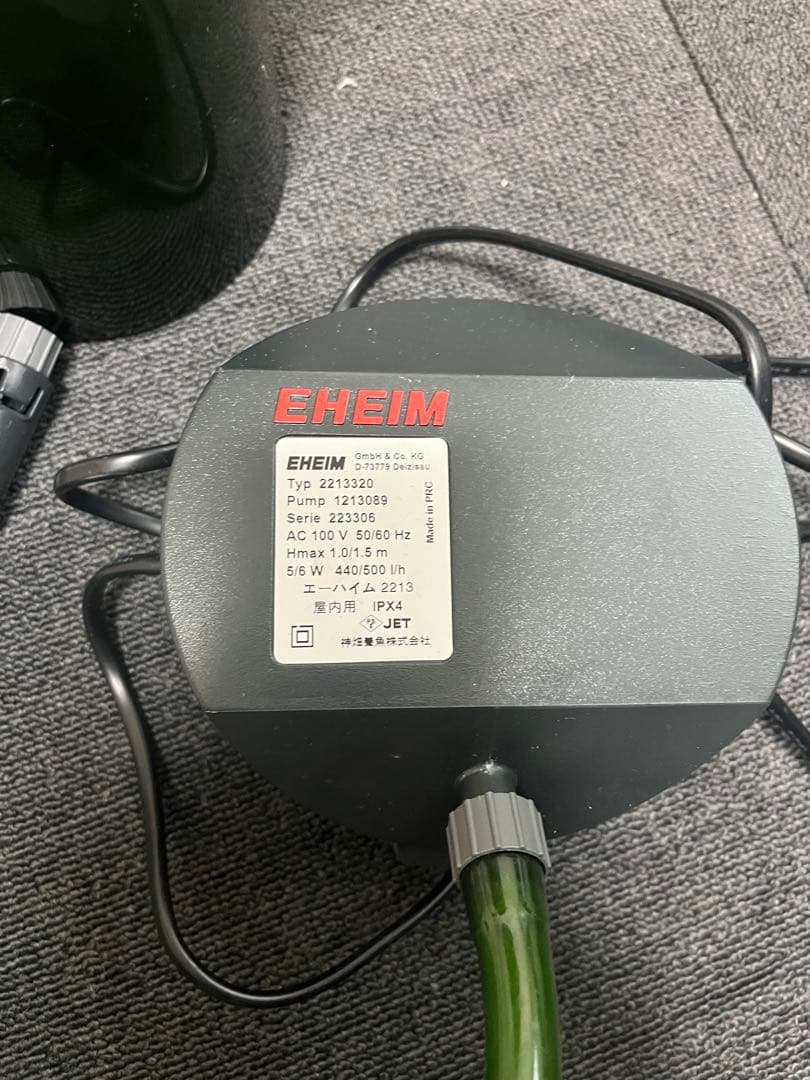 EHEIM
EHEIM GmbH & Co. KG
D-73779 Deizisau
Typ 2213320
Pump 1213089
Serie 223306
AC 100 V 50/60 Hz
Hmax 1.0/1.5 m
5/6 W 440/500 l/h
エーハイム 2213
屋内用 IPX4
JET
神畑養魚株式会社
Made in PRC